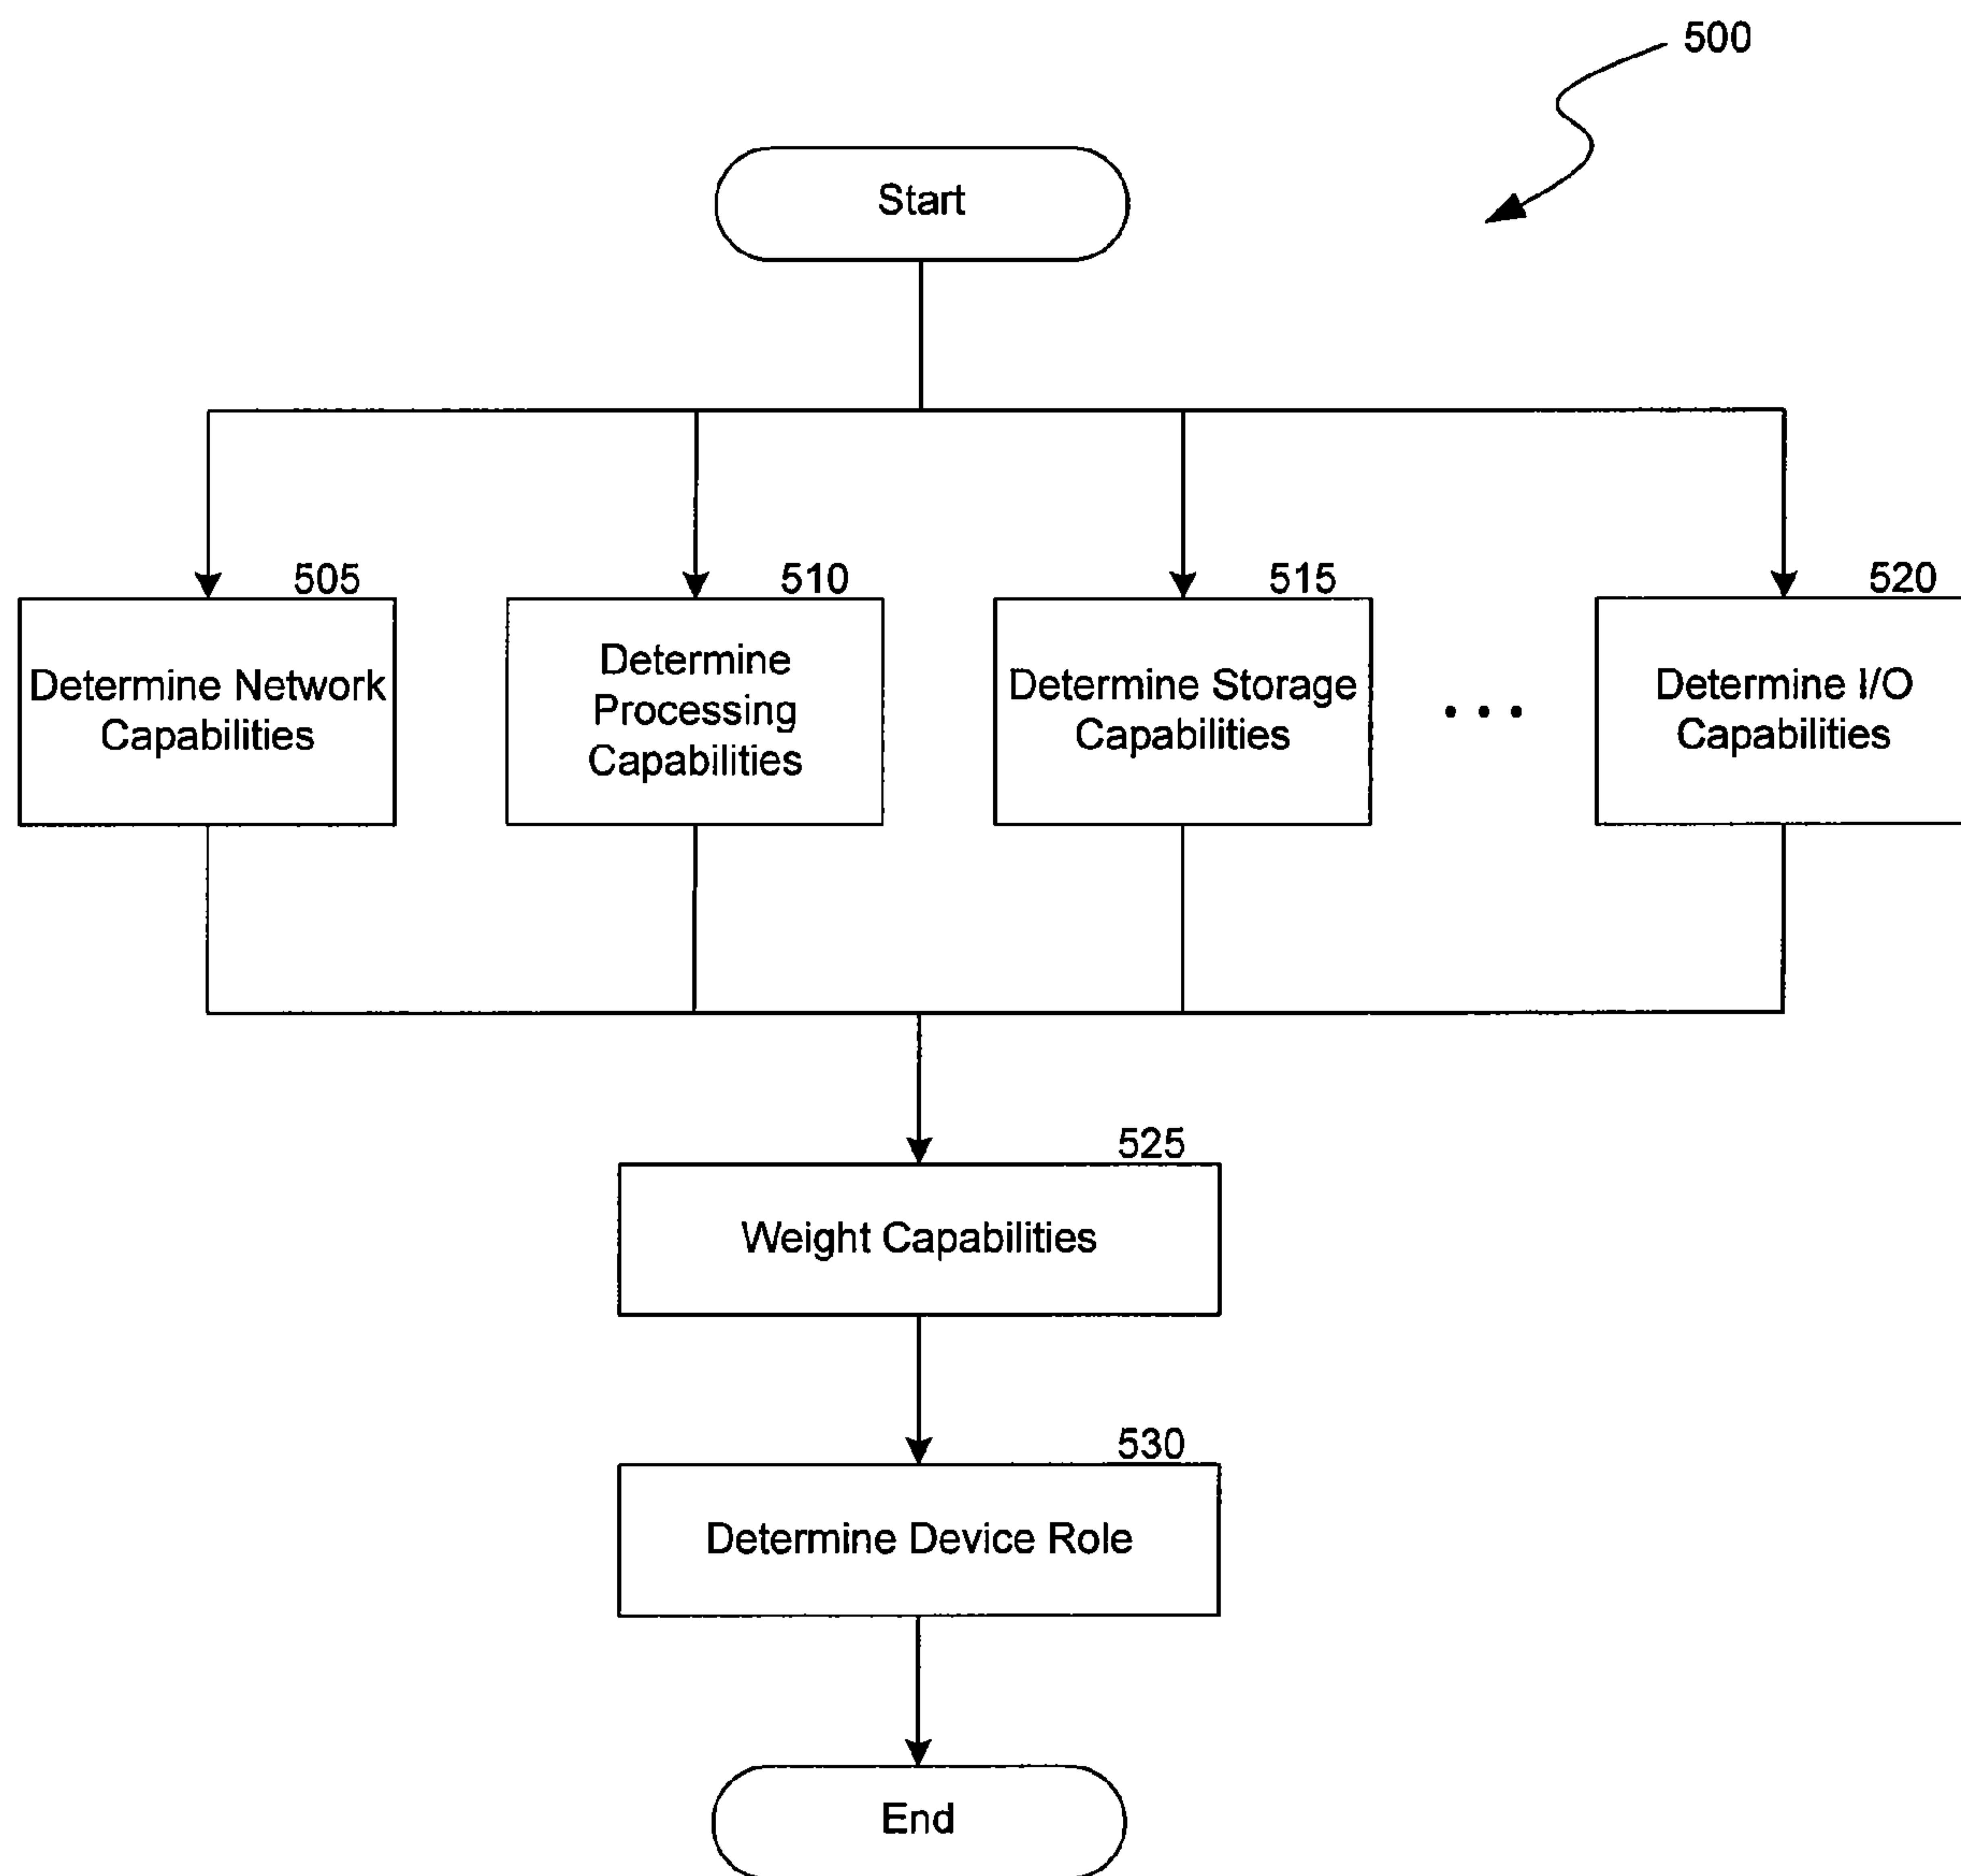 500
Start
505
510
515
520
Determine Network
Capabilities
Determine
Processing
Capabilities
Determine Storage
Capabilities
• • •
Determine I/O
Capabilities
525
Weight Capabilities
530
Determine Device Role
End